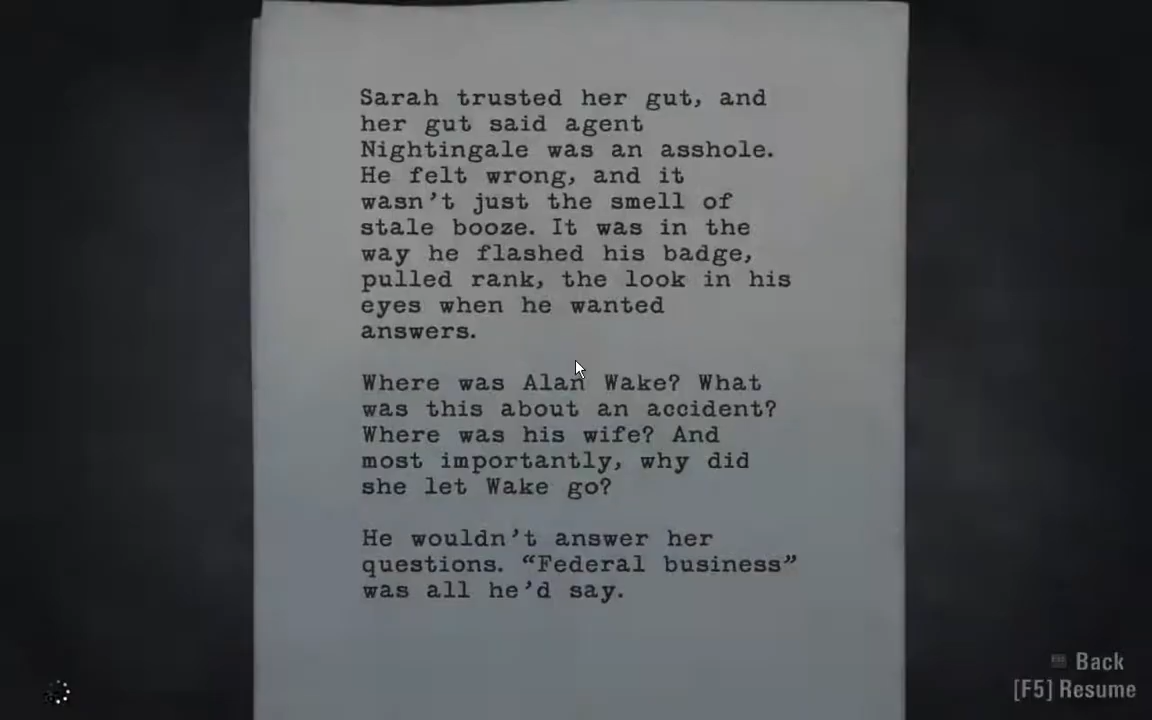 Sarah trusted her gut, and
her gut said agent
Nightingale was an asshole.
He felt wrong, and it
wasn't just the smell of
stale booze. It was in the
way he flashed his badge,
pulled rank, the look in his
eyes when he wanted
answers.
Where was Alan Wake? What
was this about an accident?
Where was his wife? And
most importantly, why did
she let Wake go?
He wouldn't answer her
questions. “Federal business”
was all he'd say.
Back
[F5] Resume